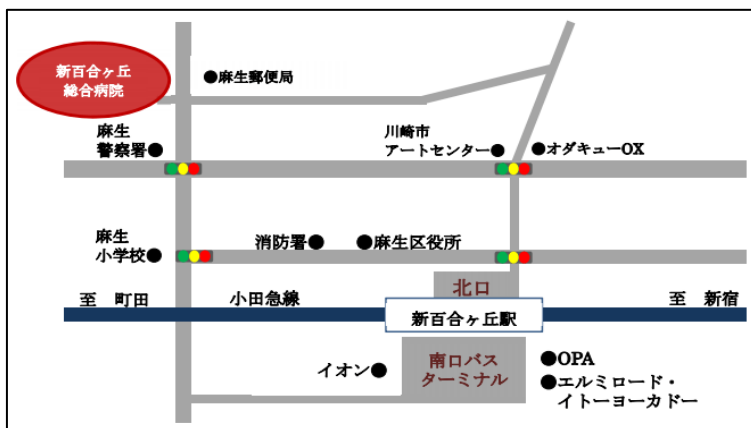 新百合ヶ丘
総合病院
●麻生郵便局
麻生
警察署●
川崎市
アートセンター●
●オダキューOX
麻生
小学校●
消防署●
●麻生区役所
北口
至 町田
小田急線
新百合ヶ丘駅
至 新宿
イオン●
南口バス
ターミナル
●OPA
●エルミロード・
イトーヨーカドー